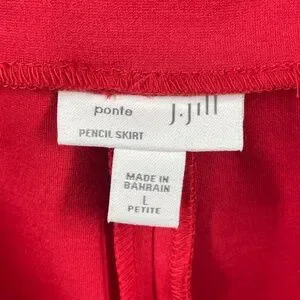 ponte J.Jill
PENCIL SKIRT
MADE IN
BAHRAIN
L
PETITE